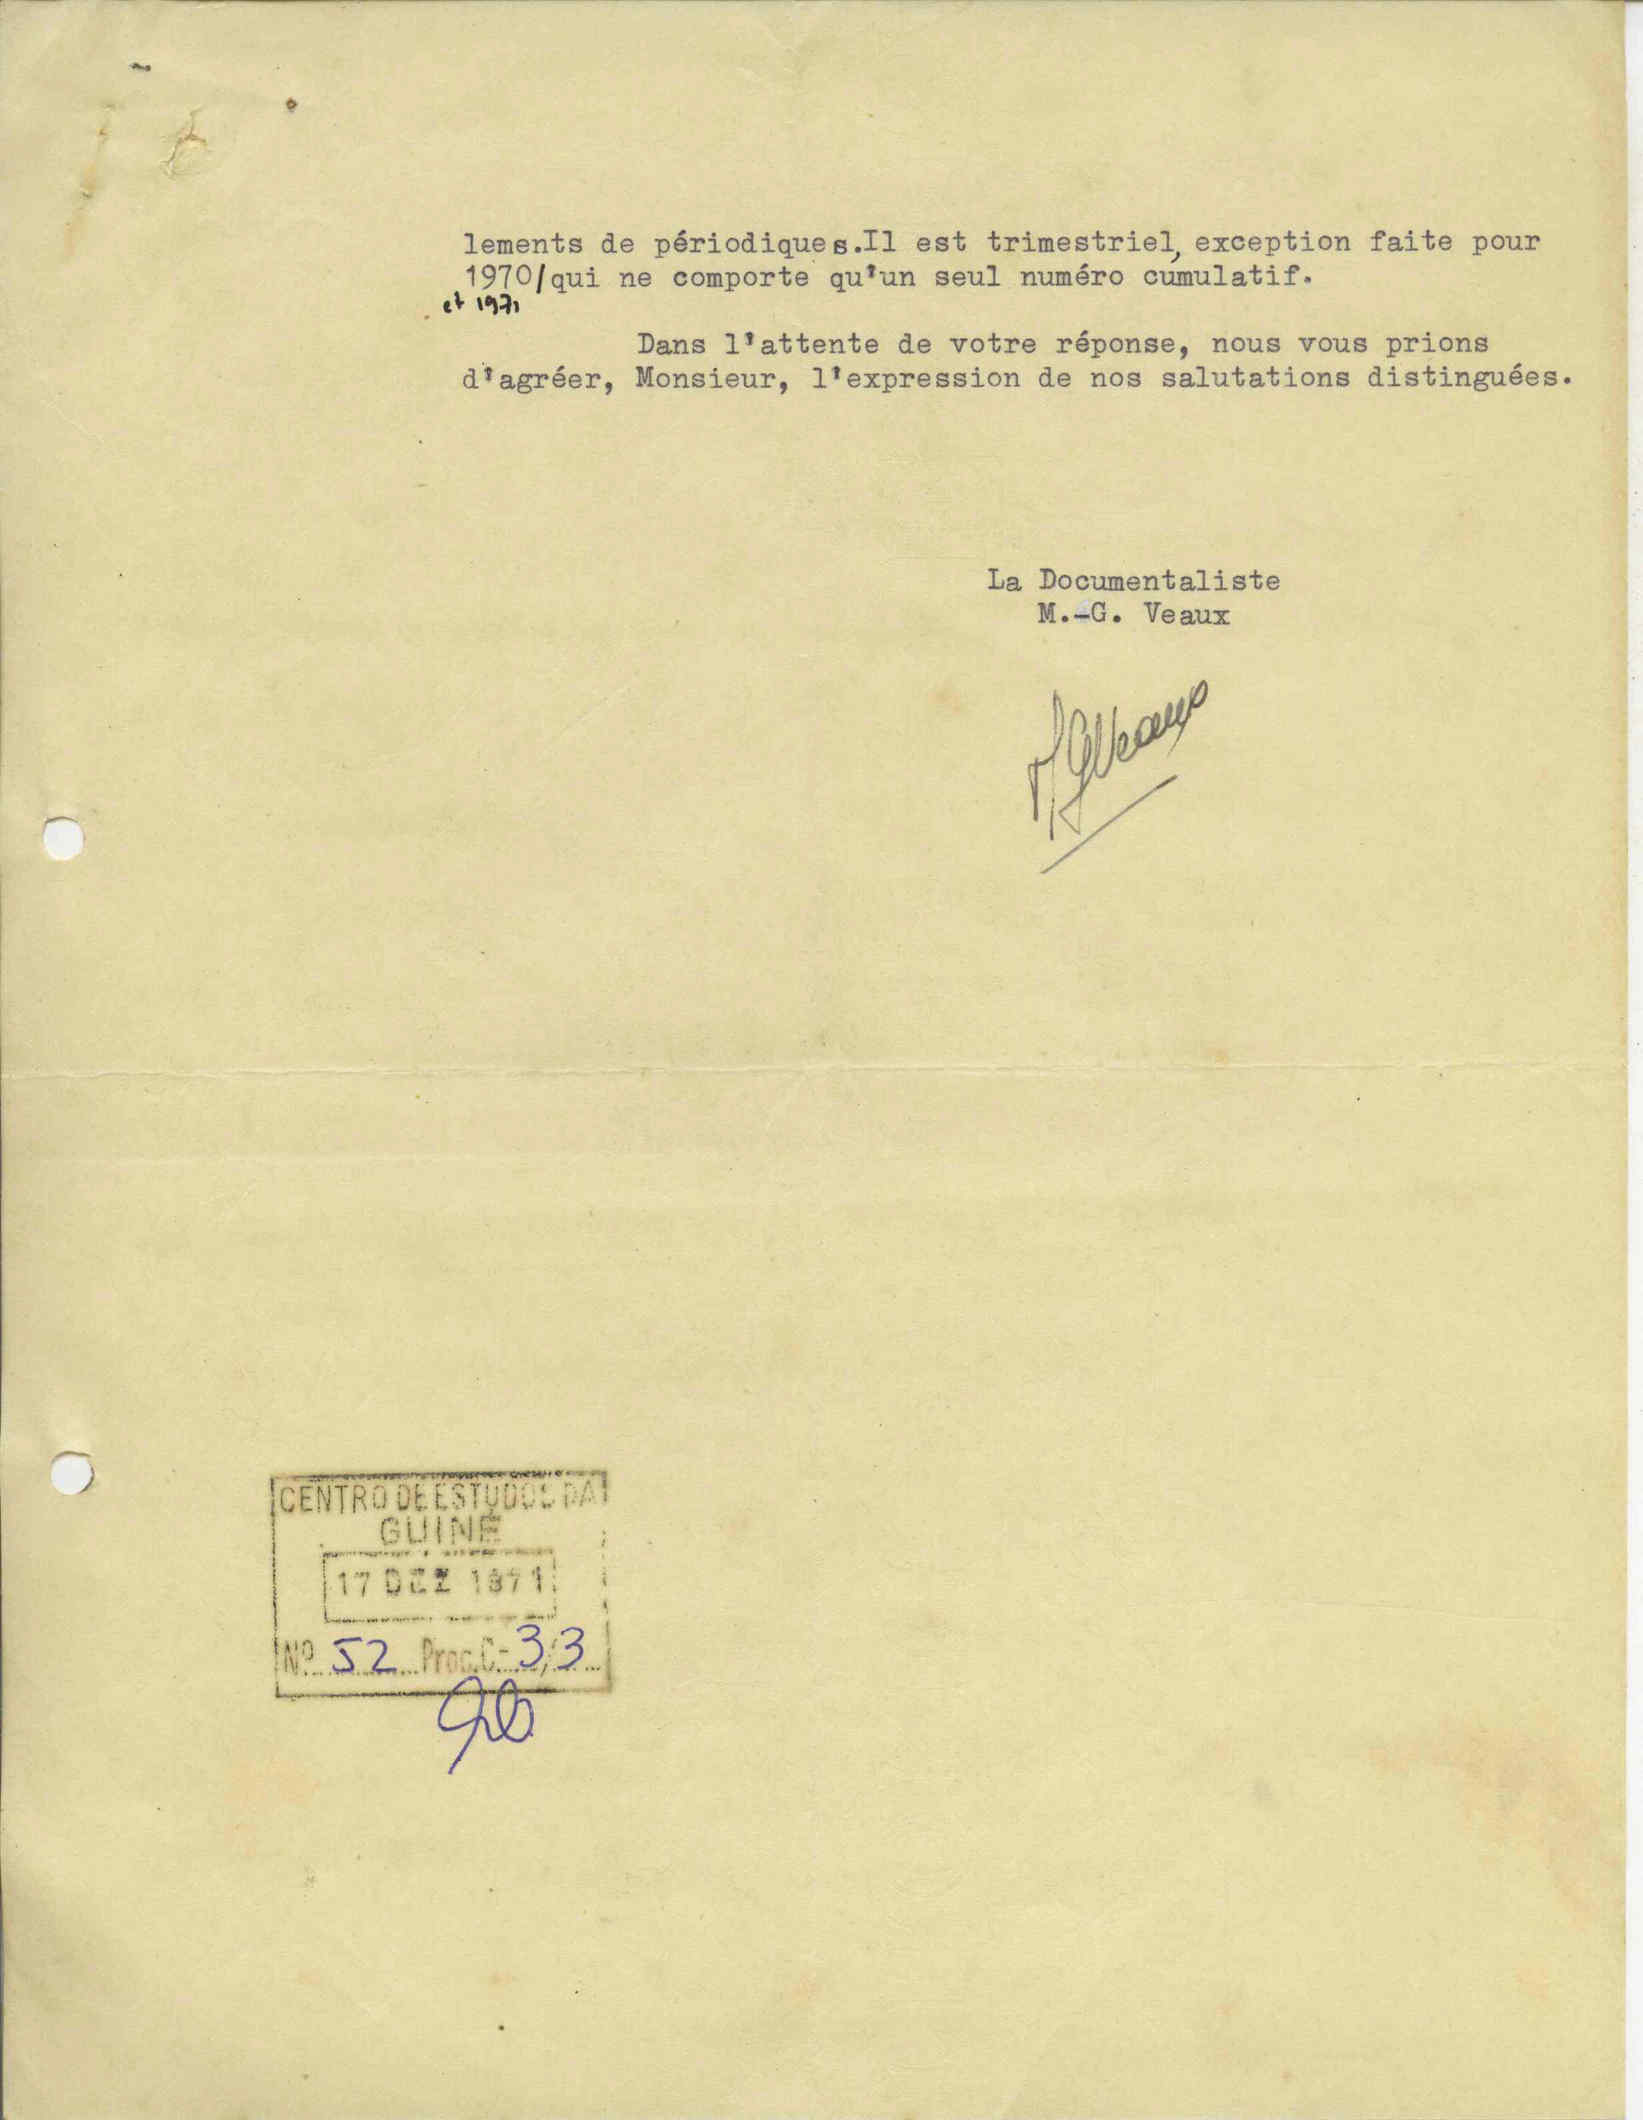 lements de périodiques.Il est trimestriel, exception faite pour
1970/qui ne comporte qu'un seul numéro cumulatif.
et 1971
Dans l'attente de votre réponse, nous vous prions
d'agréer, Monsieur, l'expression de nos salutations distinguées.
La Documentaliste
M.-G. Veaux
MGVeaux
CENTRO DE ESTUDOS DA
GUINÉ
17 DEZ 1971
Nº 52 Proc.C-3/3